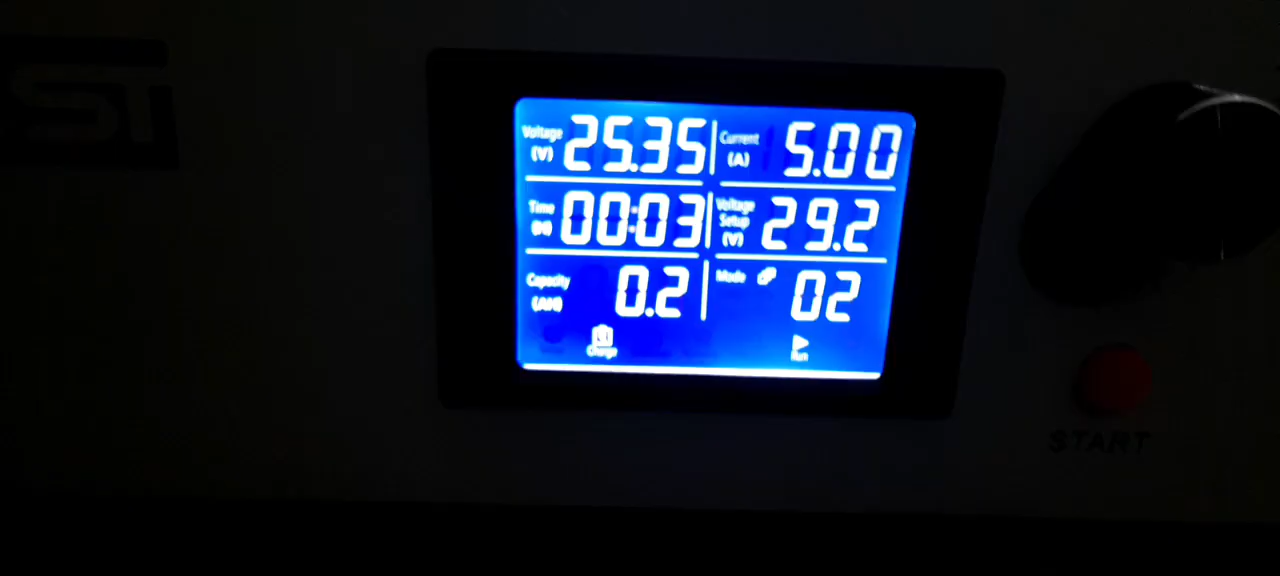 ST
Voltage (V) 25.35 Current (A) 5.00
Time (H) 00:03 Voltage Setup (V) 29.2
Capacity (AH) 0.2 Mode 02
Charge Run
START